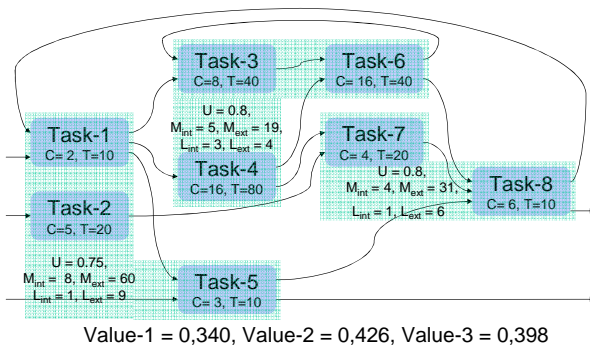 Task-3
C=8, T=40
Task-6
C= 16, T=40
U = 0.8,
Mint = 5, Mext = 19,
Lint = 3, Lext = 4
Task-1
C= 2, T=10
Task-4
C=16, T=80
Task-7
C= 4, T=20
U = 0.8,
Mint = 4, Mext = 31,
Lint = 1, Lext = 6
Task-8
C= 6, T=10
Task-2
C=5, T=20
U = 0.75,
Mint = 8, Mext = 60
Lint = 1, Lext = 9
Task-5
C= 3, T=10
Value-1 = 0,340, Value-2 = 0,426, Value-3 = 0,398